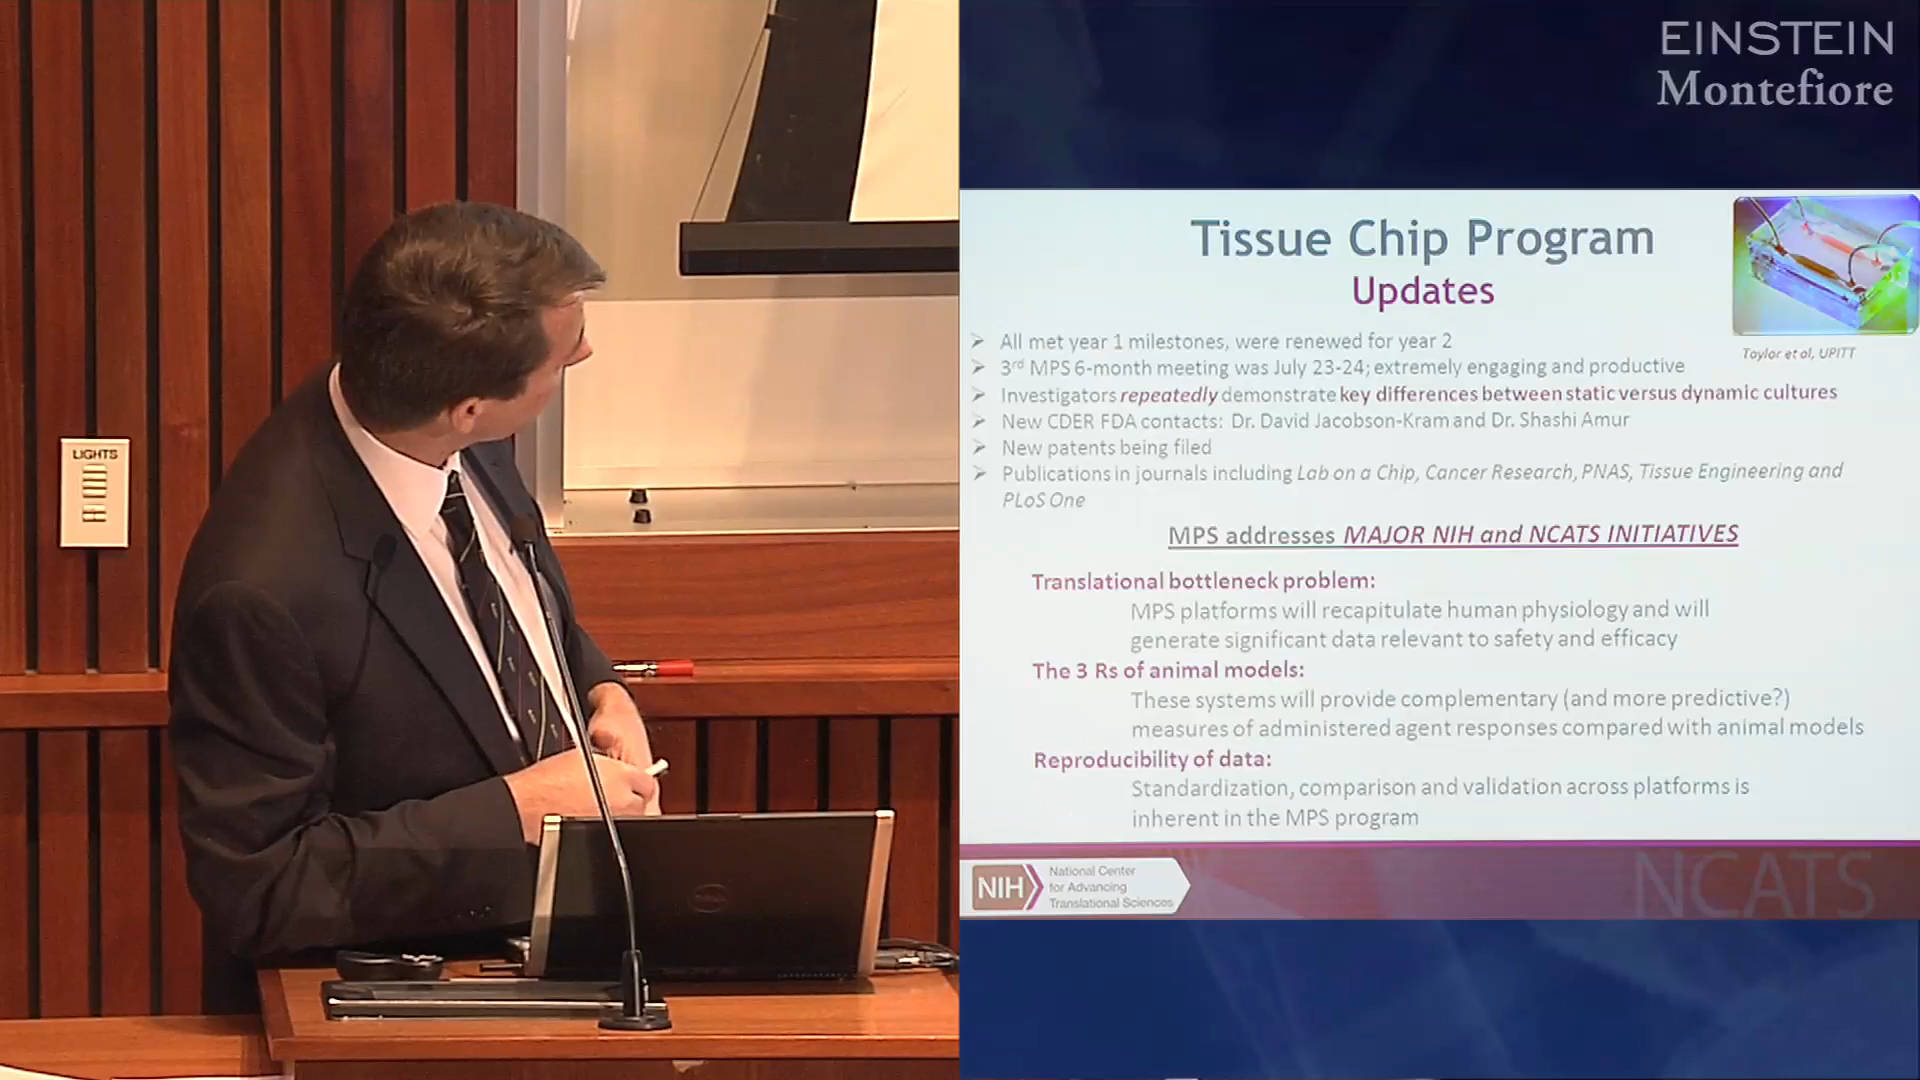 EINSTEIN
Montefiore
LIGHTS
Tissue Chip Program
Updates
Taylor et al, UPITT
➢ All met year 1 milestones, were renewed for year 2
➢ 3rd MPS 6-month meeting was July 23-24; extremely engaging and productive
➢ Investigators repeatedly demonstrate key differences between static versus dynamic cultures
➢ New CDER FDA contacts: Dr. David Jacobson-Kram and Dr. Shashi Amur
➢ New patents being filed
➢ Publications in journals including Lab on a Chip, Cancer Research, PNAS, Tissue Engineering and
PLoS One
MPS addresses MAJOR NIH and NCATS INITIATIVES
Translational bottleneck problem:
MPS platforms will recapitulate human physiology and will
generate significant data relevant to safety and efficacy
The 3 Rs of animal models:
These systems will provide complementary (and more predictive?)
measures of administered agent responses compared with animal models
Reproducibility of data:
Standardization, comparison and validation across platforms is
inherent in the MPS program
NIH
National Center
for Advancing
Translational Sciences
NCATS